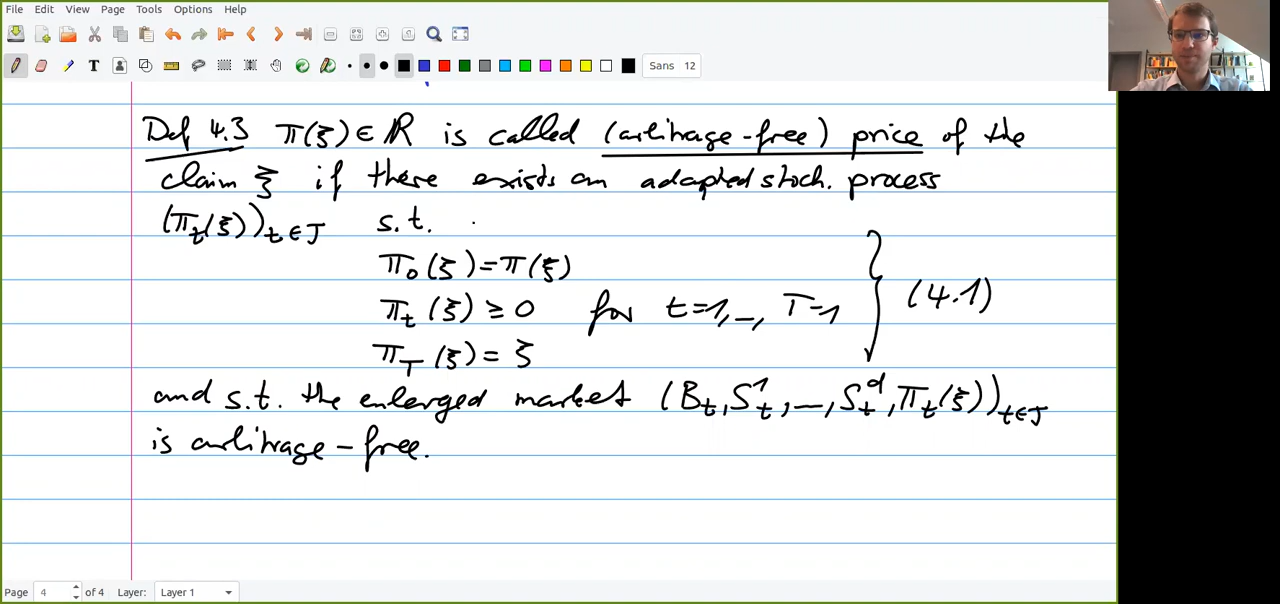 File Edit View Page Tools Options Help
Sans 12
Def 4.3 π(ξ) ∈ ℝ is called (arbitrage-free) price of the
claim ξ if there exists an adapted stoch. process
(π_t(ξ))_{t∈J} s.t.
π_0(ξ) = π(ξ)
π_t(ξ) ≥ 0 for t=1,…, T-1 } (4.1)
π_T(ξ) = ξ
and s.t. the enlarged market (B_t, S_t^1, …, S_t^d, π_t(ξ))_{t∈J}
is arbitrage-free.
Page 4 of 4 Layer: Layer 1